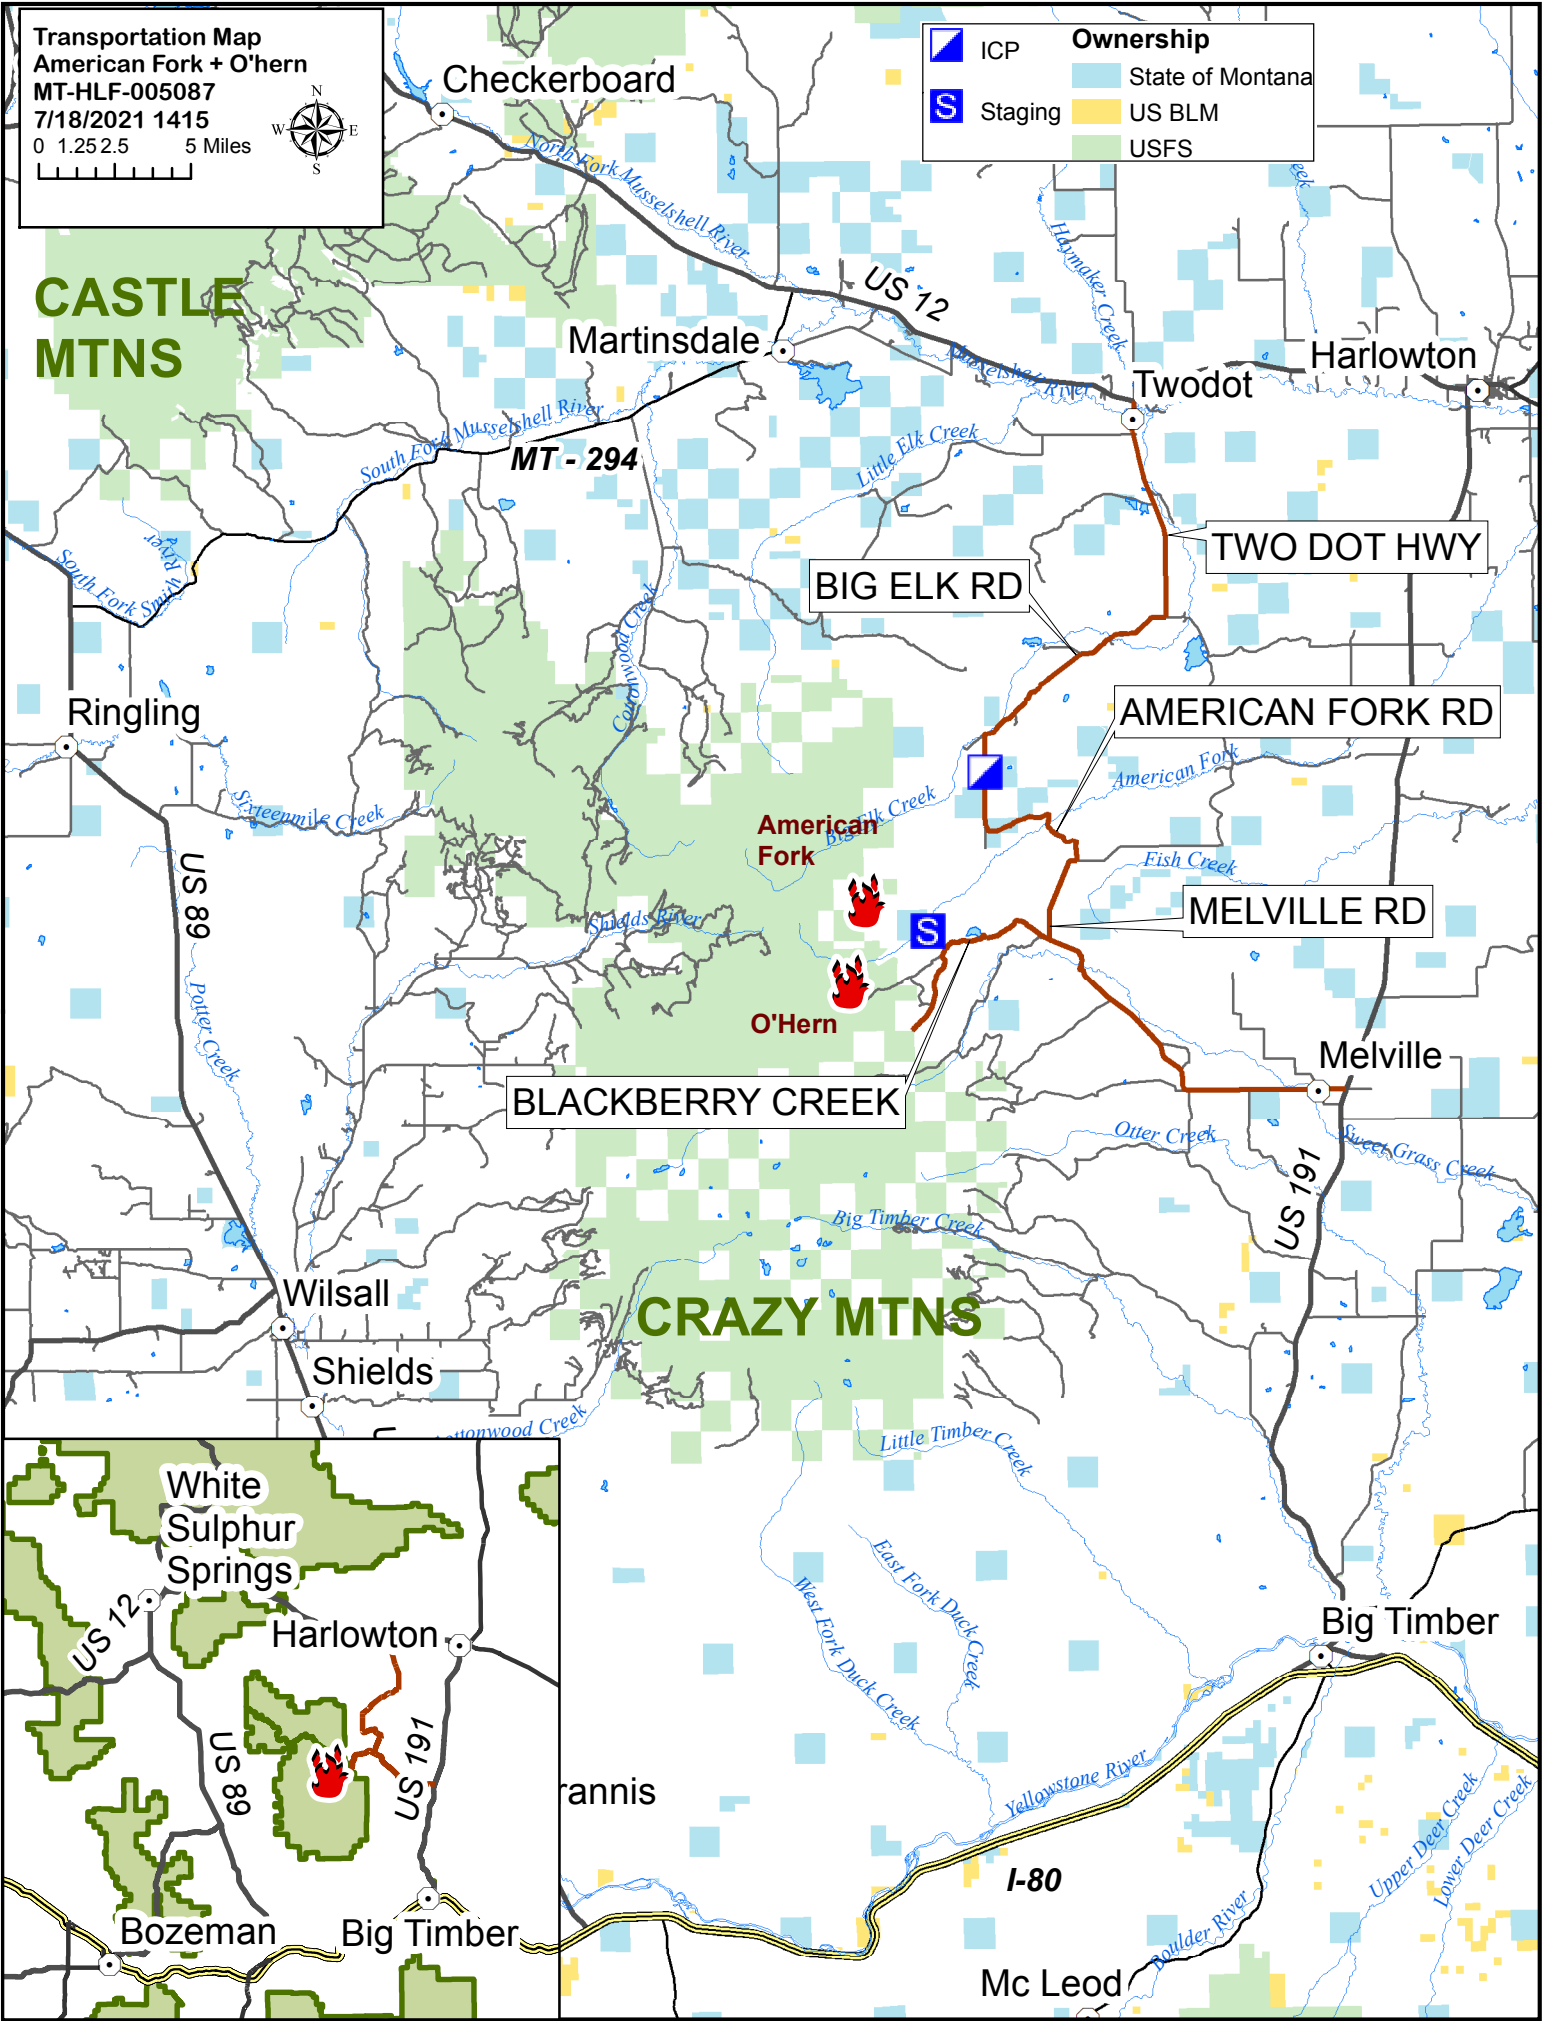 Transportation Map
American Fork + O'hern
MT-HLF-005087
7/18/2021 1415
0 1.25 2.5 5 Miles
N
W
E
S
ICP
Staging
S
Ownership
State of Montana
US BLM
USFS
Checkerboard
North Fork Musselshell River
CASTLE
MTNS
US 12
Haymaker Creek
eek
Martinsdale
Musselshell River
Twodot
Harlowton
South Fork Musselshell River
MT - 294
Little Elk Creek
TWO DOT HWY
South Fork Smith River
BIG ELK RD
Cottonwood Creek
Ringling
AMERICAN FORK RD
American Fork
Sixteenmile Creek
American
Fork
Big Elk Creek
Fish Creek
US 89
Shields River
S
MELVILLE RD
Potter Creek
O'Hern
Melville
BLACKBERRY CREEK
Otter Creek
Sweet Grass Creek
US 191
Big Timber Creek
Wilsall
CRAZY MTNS
Shields
U
ottonwood Creek
Little Timber Creek
East Fork Duck Creek
West Fork Duck Creek
Big Timber
Yellowstone River
rannis
I-80
Upper Deer Creek
Lower Deer Creek
Boulder River
Mc Leod
White
Sulphur
Springs
US 12
Harlowton
US 89
US 191
Bozeman
Big Timber